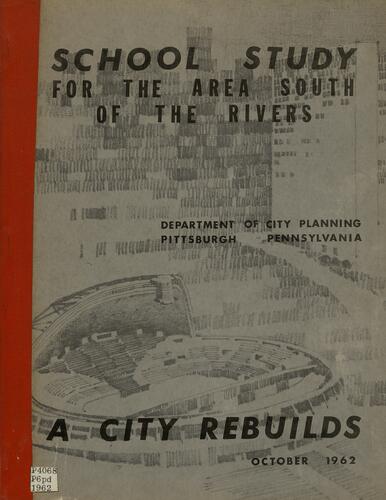 SCHOOL STUDY
FOR THE AREA SOUTH
OF THE RIVERS
DEPARTMENT OF CITY PLANNING
PITTSBURGH PENNSYLVANIA
A CITY REBUILDS
OCTOBER 1962
P4068
P6pd
1962